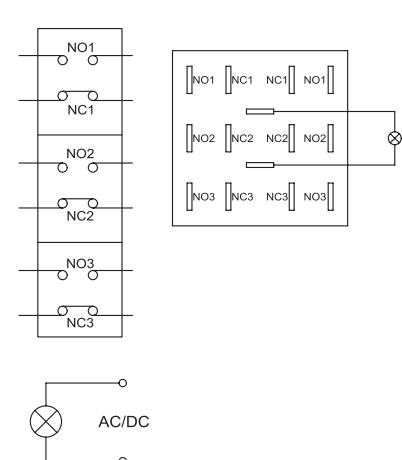 NO1
NC1
NO2
NC2
NO3
NC3
NO1 NC1 NC1 NO1
NO2 NC2 NC2 NO2
NO3 NC3 NC3 NO3
AC/DC